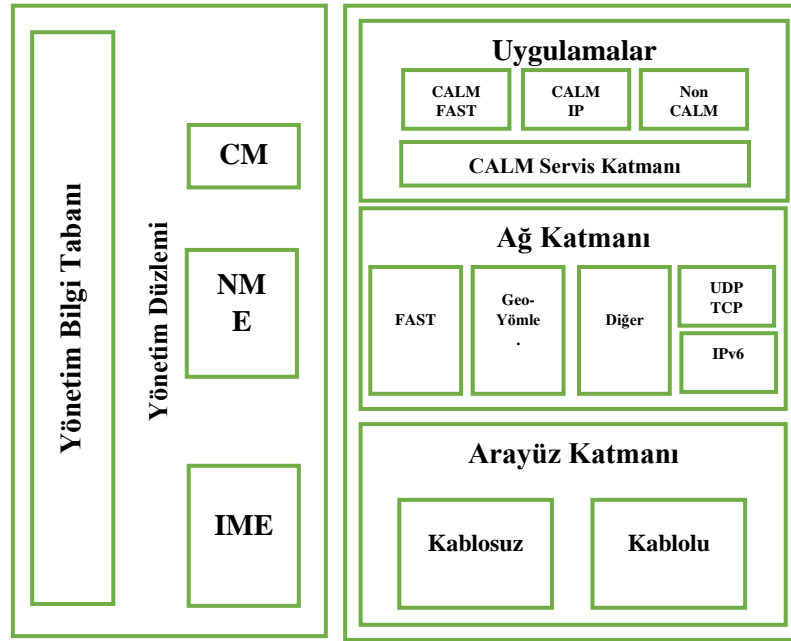 Yönetim Bilgi Tabanı
Yönetim Düzlemi
CM
NM
E
IME
Uygulamalar
CALM
FAST
CALM
IP
Non
CALM
CALM Servis Katmanı
Ağ Katmanı
FAST
Geo-
Yömle
.
Diğer
UDP
TCP
IPv6
Arayüz Katmanı
Kablosuz
Kablolu